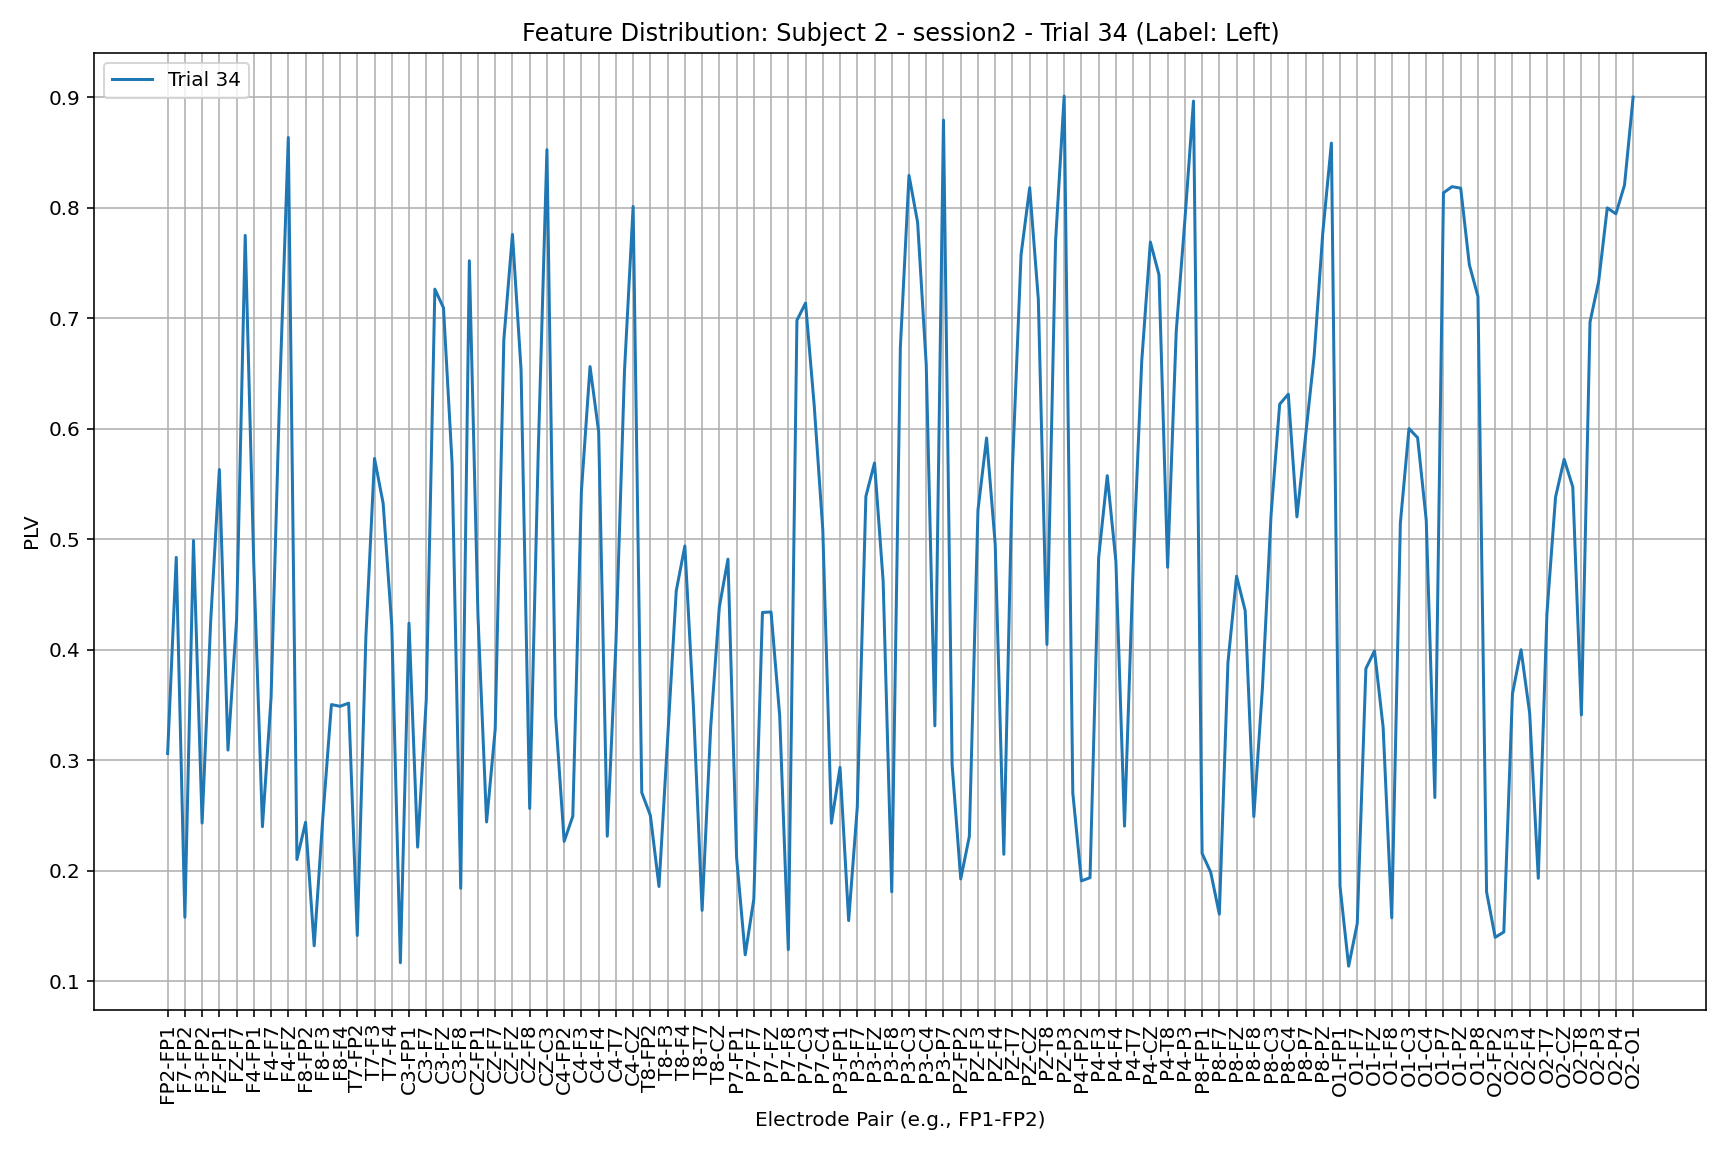 Feature Distribution: Subject 2 - session2 - Trial 34 (Label: Left)
Trial 34
PLV
0.9
0.8
0.7
0.6
0.5
0.4
0.3
0.2
0.1
FP2-FP1
F7-FP2
F3-FP2
FZ-FP1
FZ-F7
F4-FP1
F4-F7
F4-FZ
F8-FP2
F8-F3
F8-F4
T7-FP2
T7-F3
T7-F4
C3-FP1
C3-F7
C3-FZ
C3-F8
CZ-FP1
CZ-F7
CZ-FZ
CZ-F8
CZ-C3
C4-FP2
C4-F3
C4-F4
C4-T7
C4-CZ
T8-FP2
T8-F3
T8-F4
T8-T7
T8-CZ
P7-FP1
P7-F7
P7-FZ
P7-F8
P7-C3
P7-C4
P3-FP1
P3-F7
P3-FZ
P3-F8
P3-C3
P3-C4
P3-P7
PZ-FP2
PZ-F3
PZ-F4
PZ-T7
PZ-CZ
PZ-T8
PZ-P3
P4-FP2
P4-F3
P4-F4
P4-T7
P4-CZ
P4-T8
P4-P3
P8-FP1
P8-F7
P8-FZ
P8-F8
P8-C3
P8-C4
P8-P7
P8-PZ
O1-FP1
O1-F7
O1-FZ
O1-F8
O1-C3
O1-C4
O1-P7
O1-PZ
O1-P8
O2-FP2
O2-F3
O2-F4
O2-T7
O2-CZ
O2-T8
O2-P3
O2-P4
O2-O1
Electrode Pair (e.g., FP1-FP2)